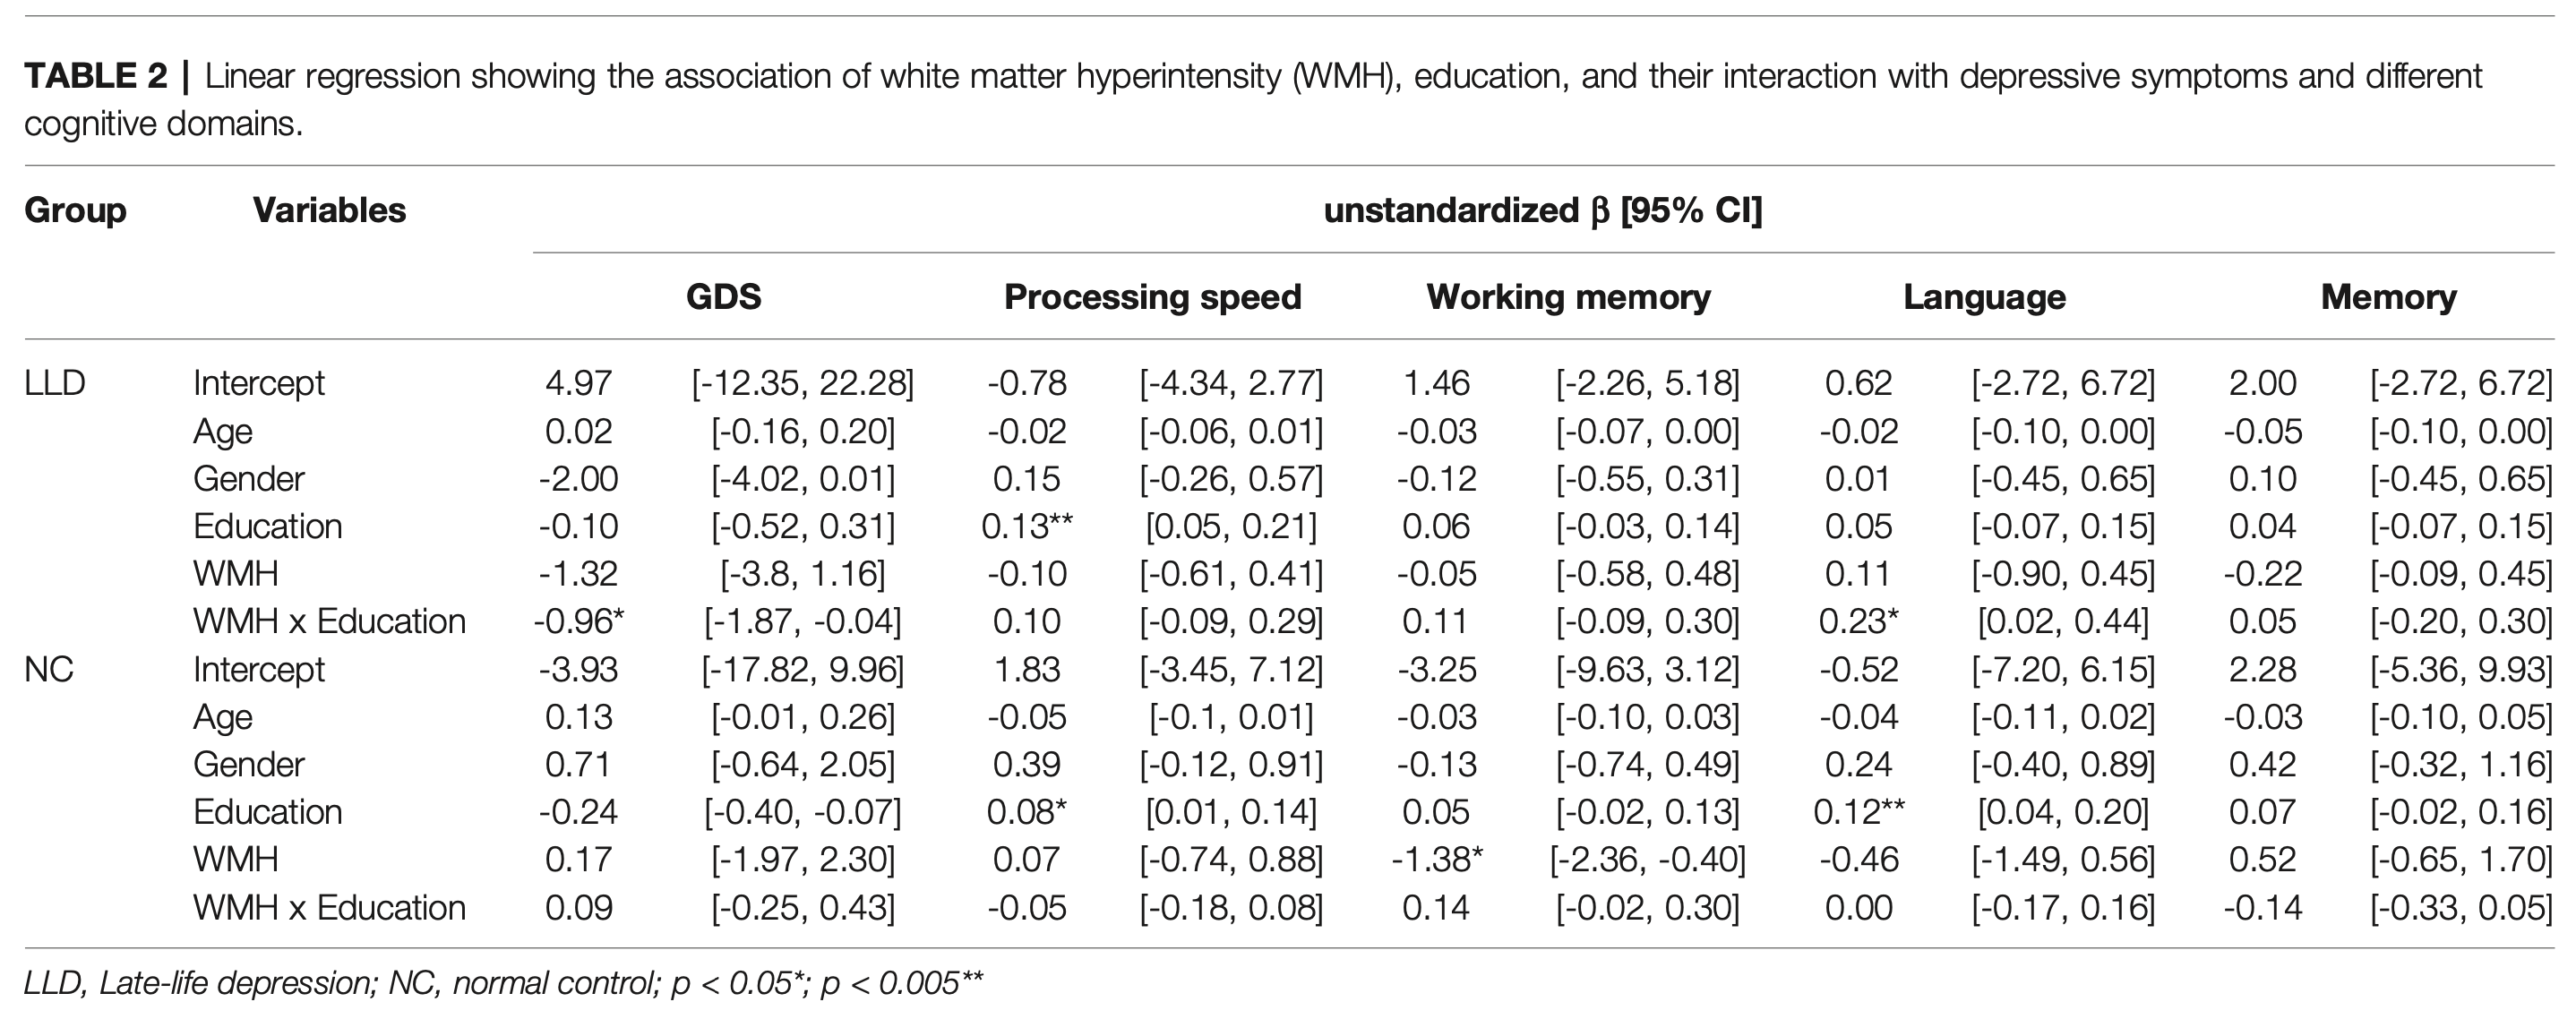 TABLE 2 | Linear regression showing the association of white matter hyperintensity (WMH), education, and their interaction with depressive symptoms and different
cognitive domains.
Group Variables unstandardized β [95% CI]
GDS Processing speed Working memory Language Memory
LLD Intercept 4.97 [-12.35, 22.28] -0.78 [-4.34, 2.77] 1.46 [-2.26, 5.18] 0.62 [-2.72, 6.72] 2.00 [-2.72, 6.72]
Age 0.02 [-0.16, 0.20] -0.02 [-0.06, 0.01] -0.03 [-0.07, 0.00] -0.02 [-0.10, 0.00] -0.05 [-0.10, 0.00]
Gender -2.00 [-4.02, 0.01] 0.15 [-0.26, 0.57] -0.12 [-0.55, 0.31] 0.01 [-0.45, 0.65] 0.10 [-0.45, 0.65]
Education -0.10 [-0.52, 0.31] 0.13** [0.05, 0.21] 0.06 [-0.03, 0.14] 0.05 [-0.07, 0.15] 0.04 [-0.07, 0.15]
WMH -1.32 [-3.8, 1.16] -0.10 [-0.61, 0.41] -0.05 [-0.58, 0.48] 0.11 [-0.90, 0.45] -0.22 [-0.09, 0.45]
WMH x Education -0.96* [-1.87, -0.04] 0.10 [-0.09, 0.29] 0.11 [-0.09, 0.30] 0.23* [0.02, 0.44] 0.05 [-0.20, 0.30]
NC Intercept -3.93 [-17.82, 9.96] 1.83 [-3.45, 7.12] -3.25 [-9.63, 3.12] -0.52 [-7.20, 6.15] 2.28 [-5.36, 9.93]
Age 0.13 [-0.01, 0.26] -0.05 [-0.1, 0.01] -0.03 [-0.10, 0.03] -0.04 [-0.11, 0.02] -0.03 [-0.10, 0.05]
Gender 0.71 [-0.64, 2.05] 0.39 [-0.12, 0.91] -0.13 [-0.74, 0.49] 0.24 [-0.40, 0.89] 0.42 [-0.32, 1.16]
Education -0.24 [-0.40, -0.07] 0.08* [0.01, 0.14] 0.05 [-0.02, 0.13] 0.12** [0.04, 0.20] 0.07 [-0.02, 0.16]
WMH 0.17 [-1.97, 2.30] 0.07 [-0.74, 0.88] -1.38* [-2.36, -0.40] -0.46 [-1.49, 0.56] 0.52 [-0.65, 1.70]
WMH x Education 0.09 [-0.25, 0.43] -0.05 [-0.18, 0.08] 0.14 [-0.02, 0.30] 0.00 [-0.17, 0.16] -0.14 [-0.33, 0.05]
LLD, Late-life depression; NC, normal control; p < 0.05*; p < 0.005**